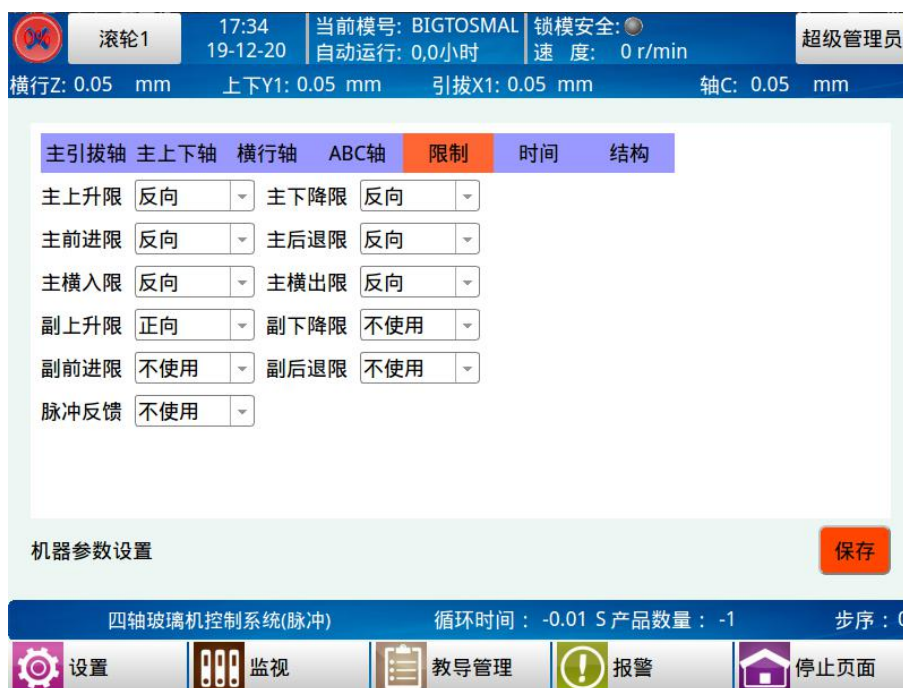 滚轮1 17:34 当前模号: BIGTOSMAL 锁模安全: 超级管理员
19-12-20 自动运行: 0,0小时 速 度: 0 r/min
横行Z: 0.05 mm 上下Y1: 0.05 mm 引拔X1: 0.05 mm 轴C: 0.05 mm
主引拔轴 主上下轴 横行轴 ABC轴 限制 时间 结构
主上升限 反向 主下降限 反向
主前进限 反向 主后退限 反向
主横入限 反向 主横出限 反向
副上升限 正向 副下降限 不使用
副前进限 不使用 副后退限 不使用
脉冲反馈 不使用
机器参数设置 保存
四轴玻璃机控制系统(脉冲) 循环时间： -0.01 S 产品数量： -1 步序：
设置 监视 教导管理 报警 停止页面